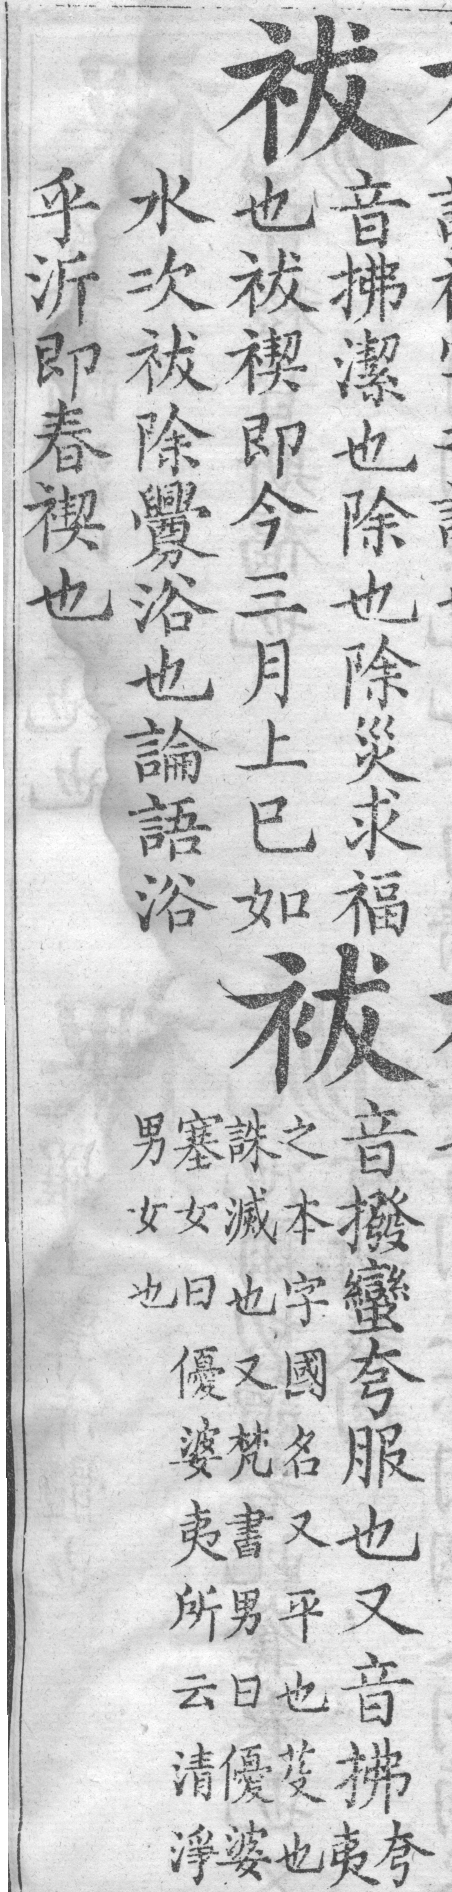 祓
音拂潔也除也除災求福
也祓禊即今三月上巳如
水次祓除釁浴也論語浴
乎沂即春禊也
袚
音撥蠻夸服也又音拂
夸
夷
之本字國名又平也芟也
誅滅也又梵書男曰優婆
塞女曰優婆夷所云清淨
男女也